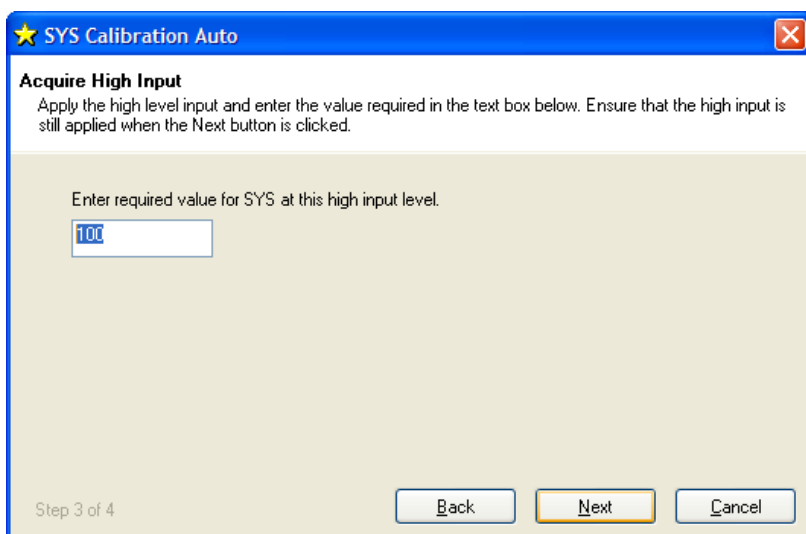 SYS Calibration Auto
Acquire High Input
Apply the high level input and enter the value required in the text box below. Ensure that the high input is
still applied when the Next button is clicked.
Enter required value for SYS at this high input level.
100
Step 3 of 4
Back
Next
Cancel